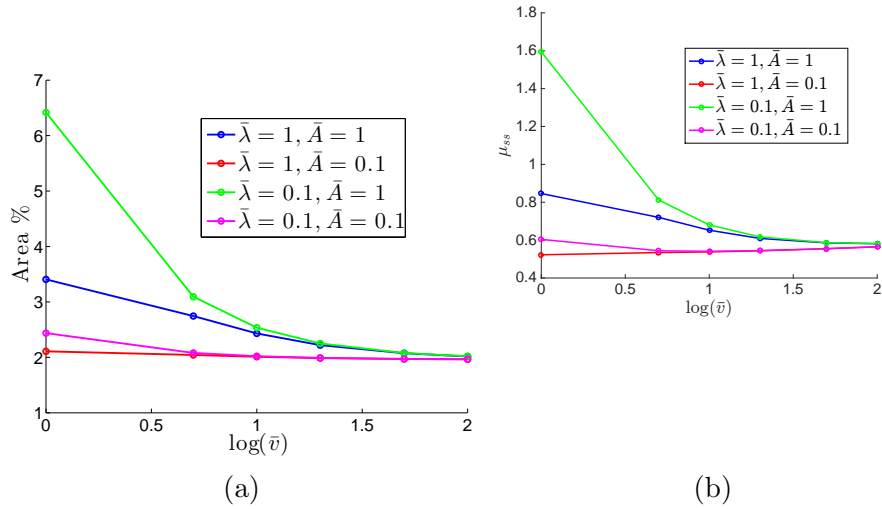 7
6
5
4
3
2
1
0
0.5
1
1.5
2
Area %
log(v̄)
λ̄ = 1, Ā = 1
λ̄ = 1, Ā = 0.1
λ̄ = 0.1, Ā = 1
λ̄ = 0.1, Ā = 0.1
(a)
1.8
1.6
1.4
1.2
1
0.8
0.6
0.4
0
0.5
1
1.5
2
μss
log(v̄)
λ̄ = 1, Ā = 1
λ̄ = 1, Ā = 0.1
λ̄ = 0.1, Ā = 1
λ̄ = 0.1, Ā = 0.1
(b)